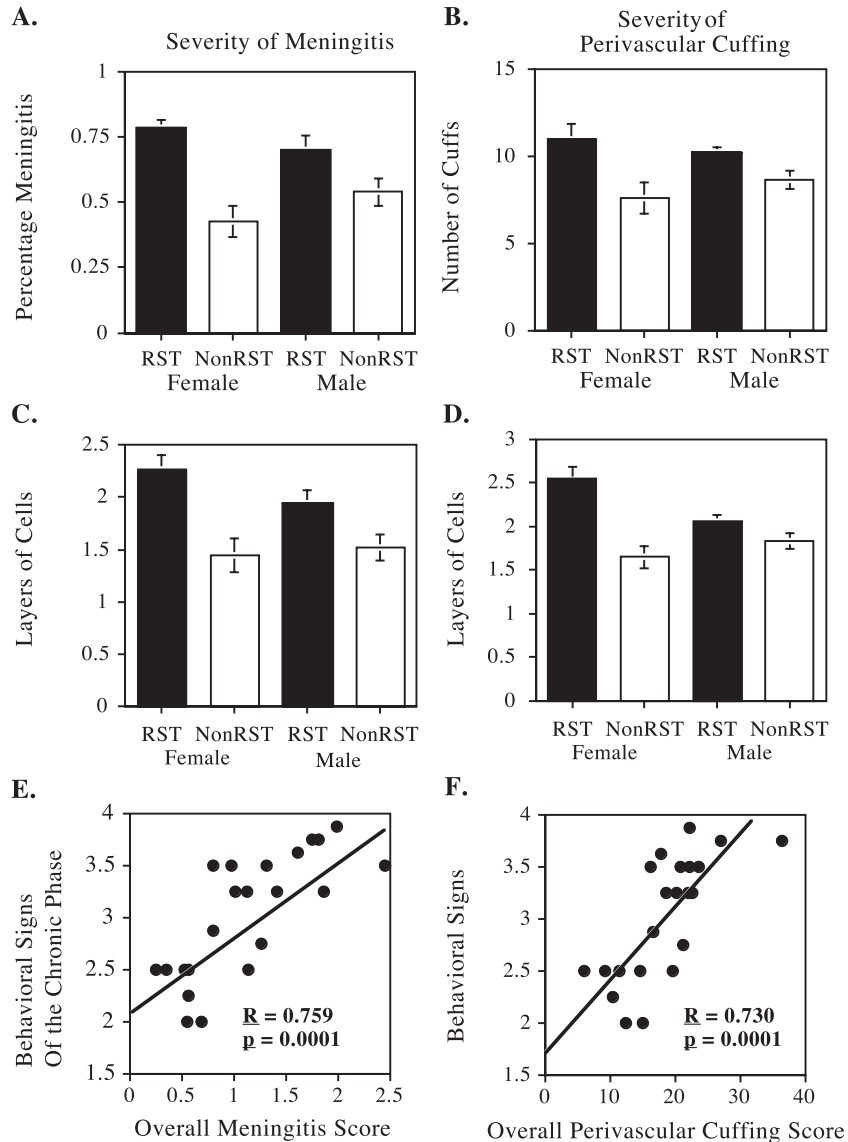 A.
Severity of Meningitis
Percentage Meningitis
1
0.75
0.5
0.25
0
RST NonRST RST NonRST
Female Male
B.
Severity of
Perivascular Cuffing
Number of Cuffs
15
10
5
0
RST NonRST RST NonRST
Female Male
C.
Layers of Cells
2.5
2
1.5
1
0.5
0
RST NonRST RST NonRST
Female Male
D.
Layers of Cells
3
2.5
2
1.5
1
0.5
0
RST NonRST RST NonRST
Female Male
E.
Behavioral Signs
Of the Chronic Phase
4
3.5
3
2.5
2
1.5
R = 0.759
p = 0.0001
0 0.5 1 1.5 2 2.5
Overall Meningitis Score
F.
Behavioral Signs
4
3.5
3
2.5
2
1.5
R = 0.730
p = 0.0001
0 10 20 30 40
Overall Perivascular Cuffing Score